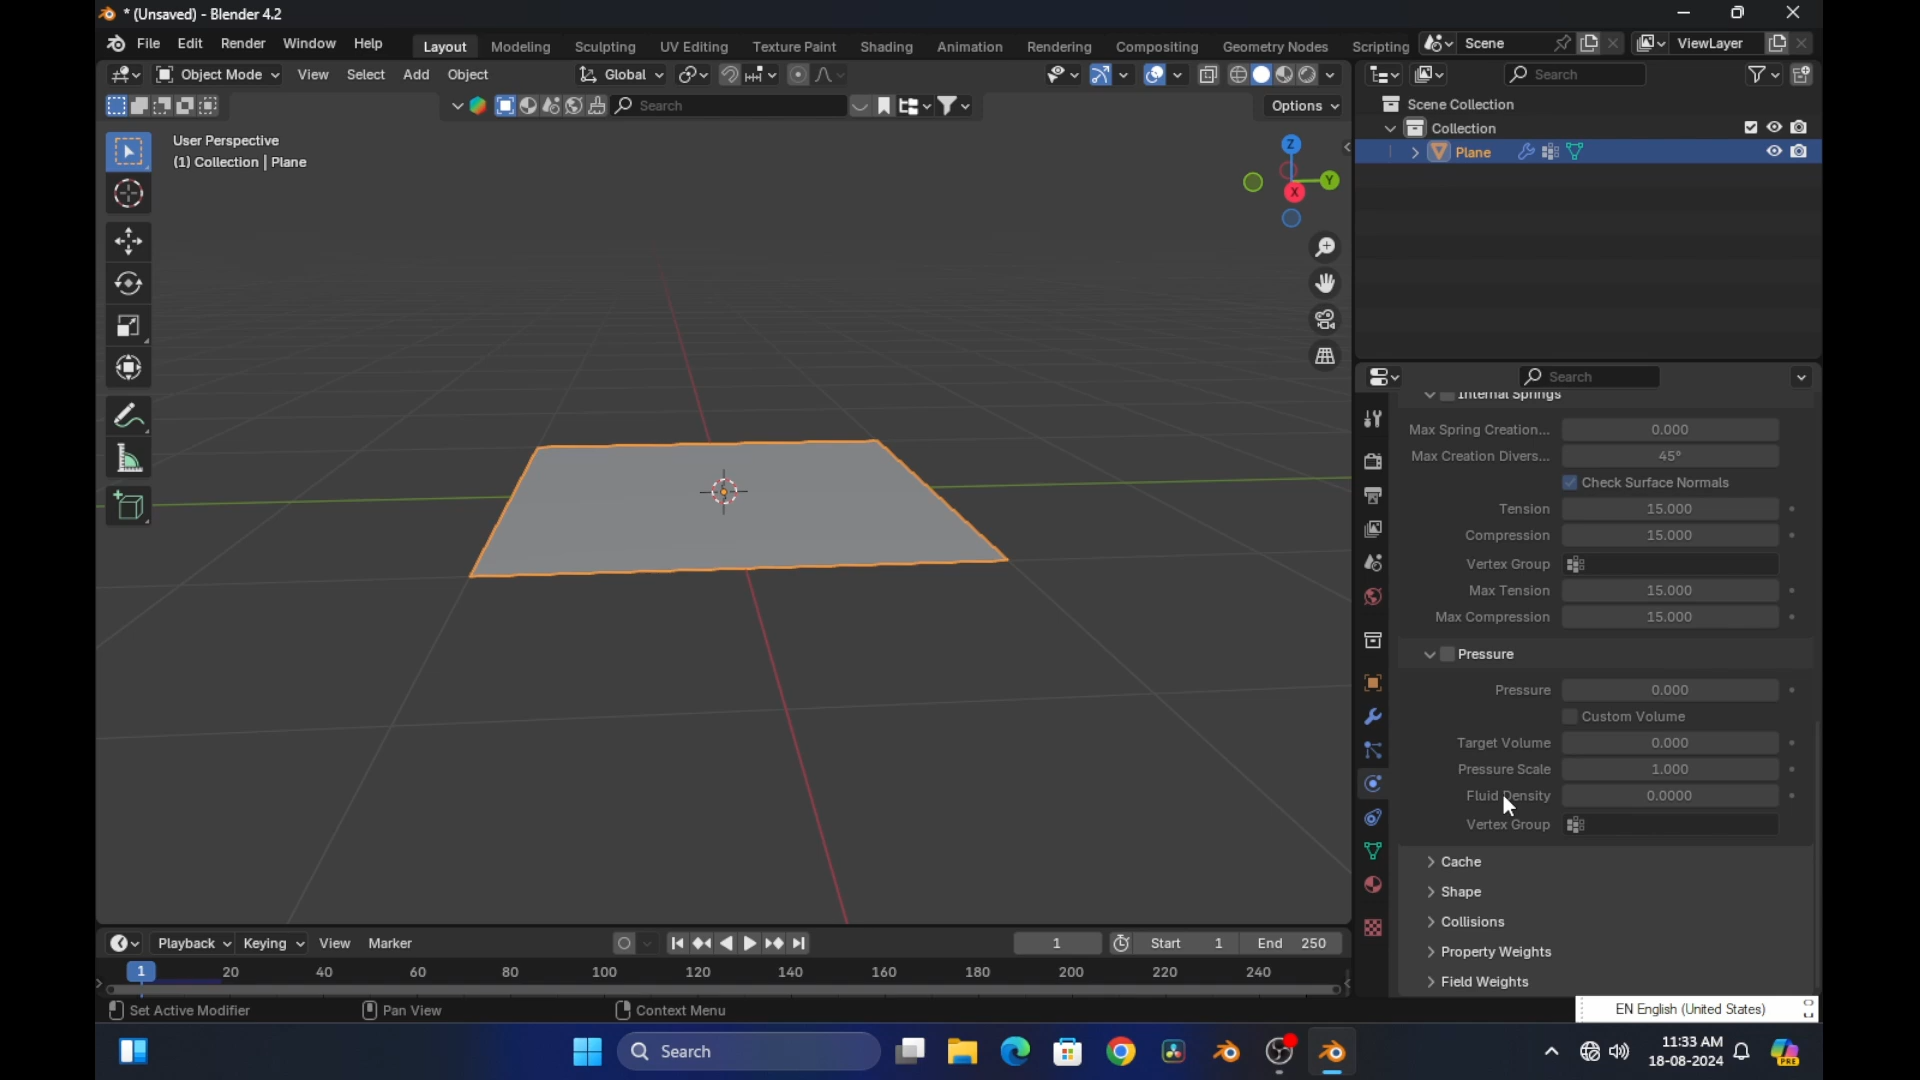 * (Unsaved) - Blender 4.2
File Edit Render Window Help Layout Modeling Sculpting UV Editing Texture Paint Shading Animation Rendering Compositing Geometry Nodes Scripting Scene ViewLayer
Object Mode View Select Add Object Global Search
Search Options
User Perspective
(1) Collection | Plane
Z
Y
X
Scene Collection
Collection
Plane
Search
Internal Springs
Max Spring Creation... 0.000
Max Creation Divers... 45°
Check Surface Normals
Tension 15.000
Compression 15.000
Vertex Group
Max Tension 15.000
Max Compression 15.000
Pressure
Pressure 0.000
Custom Volume
Target Volume 0.000
Pressure Scale 1.000
Fluid Density 0.0000
Vertex Group
Cache
Shape
Collisions
Property Weights
Field Weights
Playback Keying View Marker 1 Start 1 End 250
1 20 40 60 80 100 120 140 160 180 200 220 240
Set Active Modifier Pan View Context Menu
EN English (United States)
Search
11:33 AM
18-08-2024
PRE